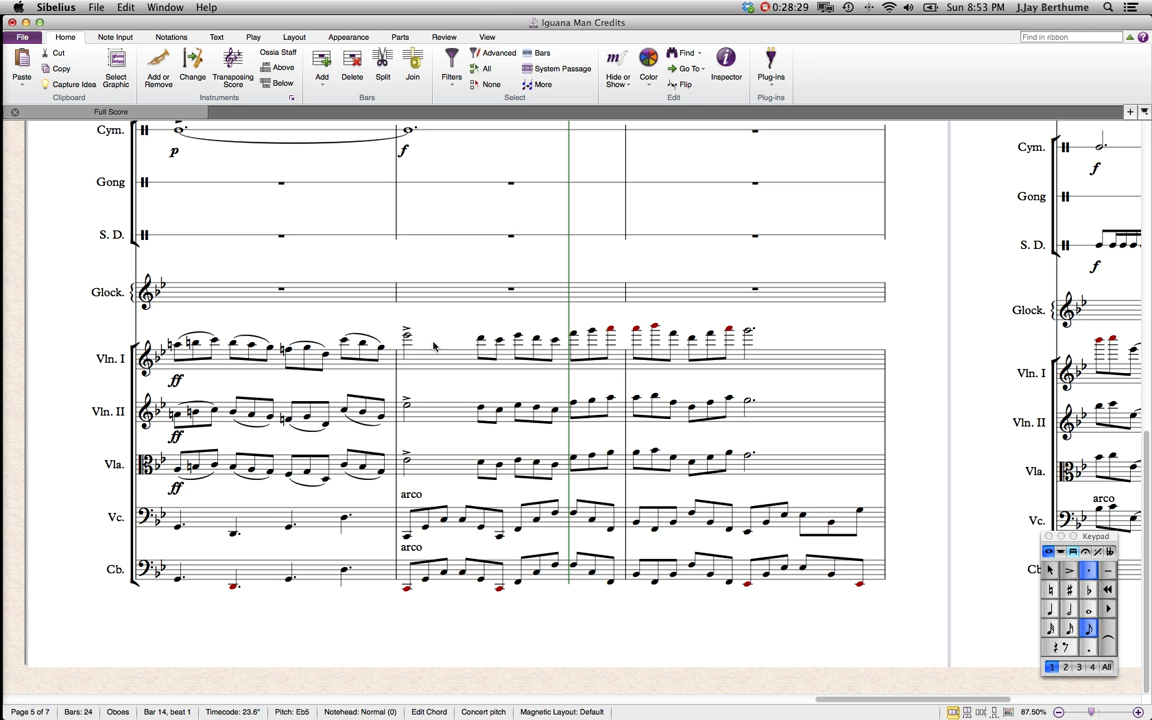 Sibelius File Edit Window Help 0:28:29 Sun 8:53 PM J.Jay Berthume
Iguana Man Credits
File Home Note Input Notations Text Play Layout Appearance Parts Review View Find in ribbon
Paste Cut Copy Capture Idea Select Graphic Clipboard
Add or Remove Change Transposing Score Ossia Staff Above Below Instruments
Add Delete Split Join Bars
Filters Advanced All None Bars System Passage More Select
Hide or Show Color Find Go To Flip Inspector Edit
Plug-ins Plug-ins
Full Score
Cym. p f
Gong
S. D.
Glock.
Vln. I ff
Vln. II ff
Vla. ff
arco
Vc.
arco
Cb.
Cym.
f
Gong
S. D.
f
Glock.
Vln. I
Vln. II
Vla.
arco
Vc.
Keypad
1 2 3 4 All
Page 5 of 7 Bars: 24 Oboes Bar 14, beat 1 Timecode: 23.6" Pitch: Eb5 Notehead: Normal (0) Edit Chord Concert pitch Magnetic Layout: Default 87.50%